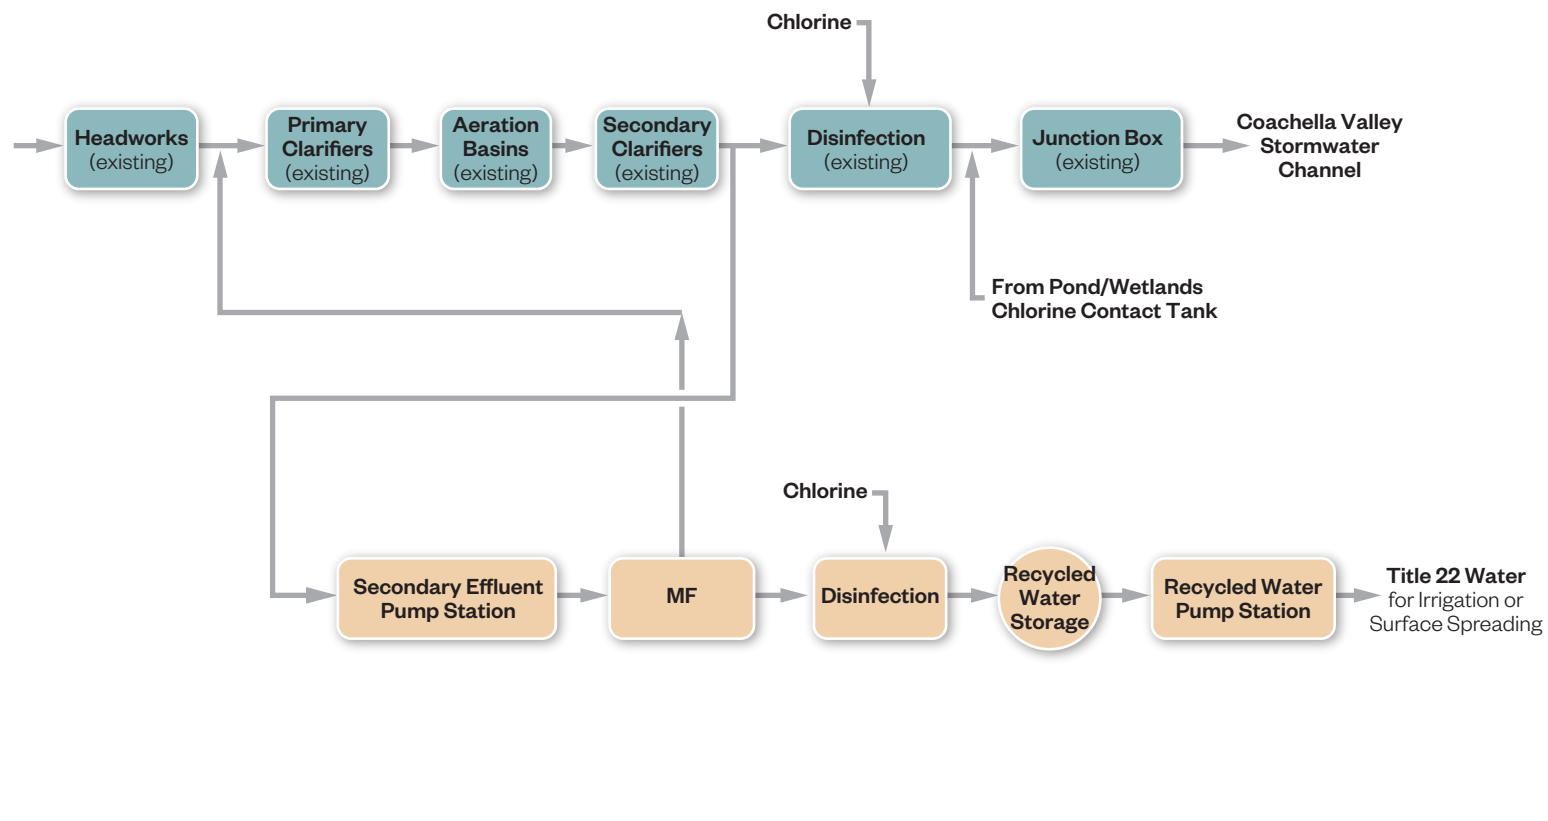 Chlorine
Headworks
(existing)
Primary
Clarifiers
(existing)
Aeration
Basins
(existing)
Secondary
Clarifiers
(existing)
Disinfection
(existing)
Junction Box
(existing)
Coachella Valley
Stormwater
Channel
From Pond/Wetlands
Chlorine Contact Tank
Chlorine
Secondary Effluent
Pump Station
MF
Disinfection
Recycled
Water
Storage
Recycled Water
Pump Station
Title 22 Water
for Irrigation or
Surface Spreading